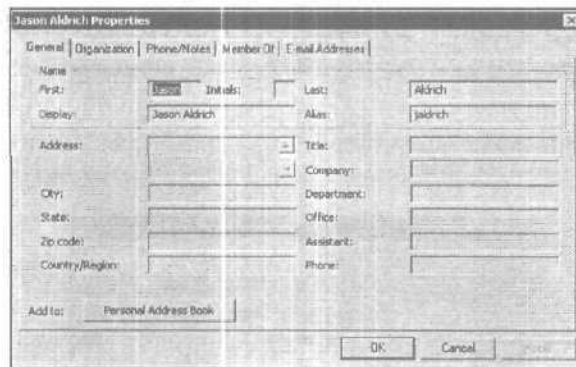 Jason Aldrich Properties
General Organization Phone/Notes Member Of E-mail Addresses
Name
First: Jason Initials: Last: Aldrich
Display: Jason Aldrich Alias: jaldrich
Address: Title:
Company:
City: Department:
State: Office:
Zip code: Assistant:
Country/Region: Phone:
Add to: Personal Address Book
OK Cancel